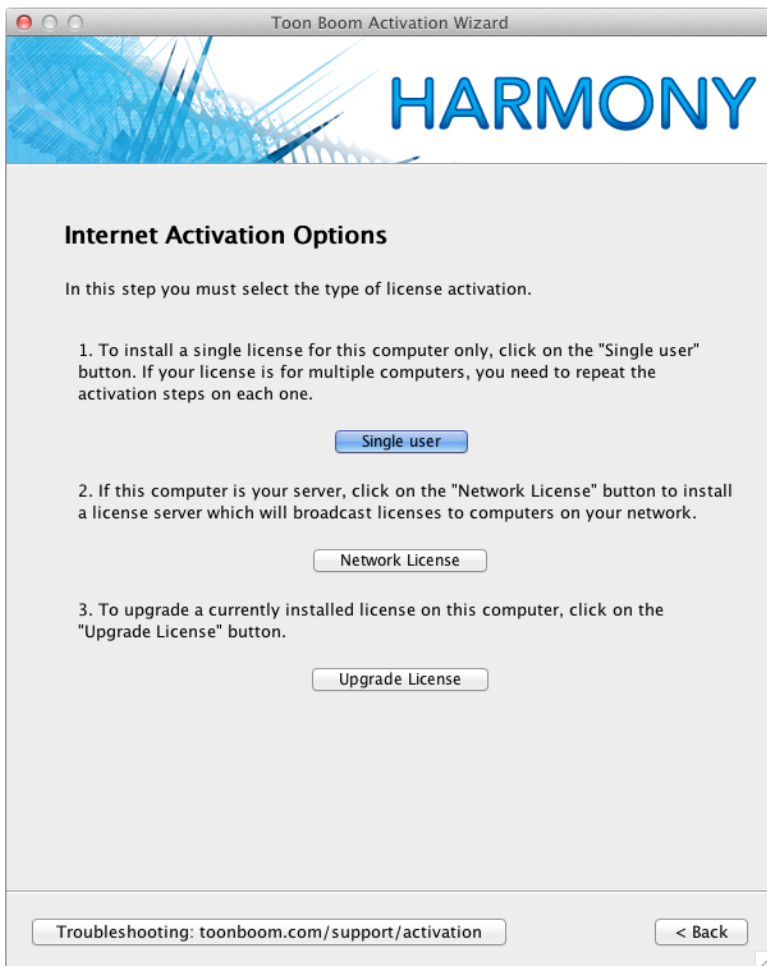 Toon Boom Activation Wizard
HARMONY
Internet Activation Options
In this step you must select the type of license activation.
1. To install a single license for this computer only, click on the "Single user"
button. If your license is for multiple computers, you need to repeat the
activation steps on each one.
Single user
2. If this computer is your server, click on the "Network License" button to install
a license server which will broadcast licenses to computers on your network.
Network License
3. To upgrade a currently installed license on this computer, click on the
"Upgrade License" button.
Upgrade License
Troubleshooting: toonboom.com/support/activation
< Back